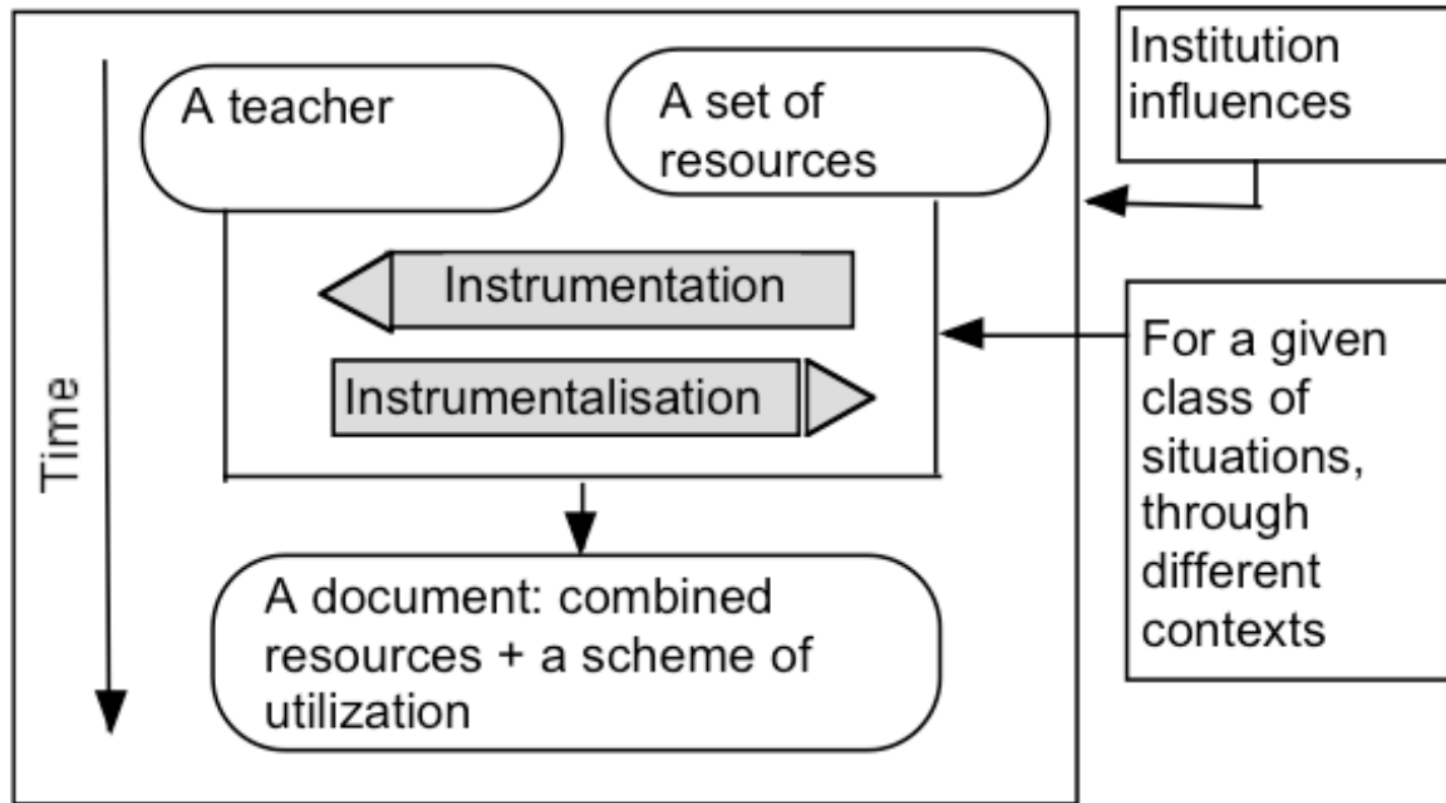 A teacher
A set of
resources
Institution
influences
Instrumentation
Instrumentalisation
Time
For a given
class of
situations,
through
different
contexts
A document: combined
resources + a scheme of
utilization